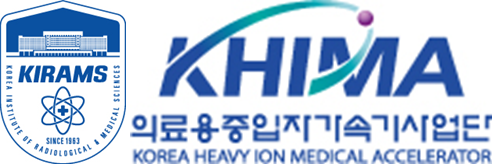 KIRAMS
KOREA INSTITUTE OF RADIOLOGICAL & MEDICAL SCIENCES
SINCE 1963
KHIMA
의료용중입자가속기사업단
KOREA HEAVY ION MEDICAL ACCELERATOR